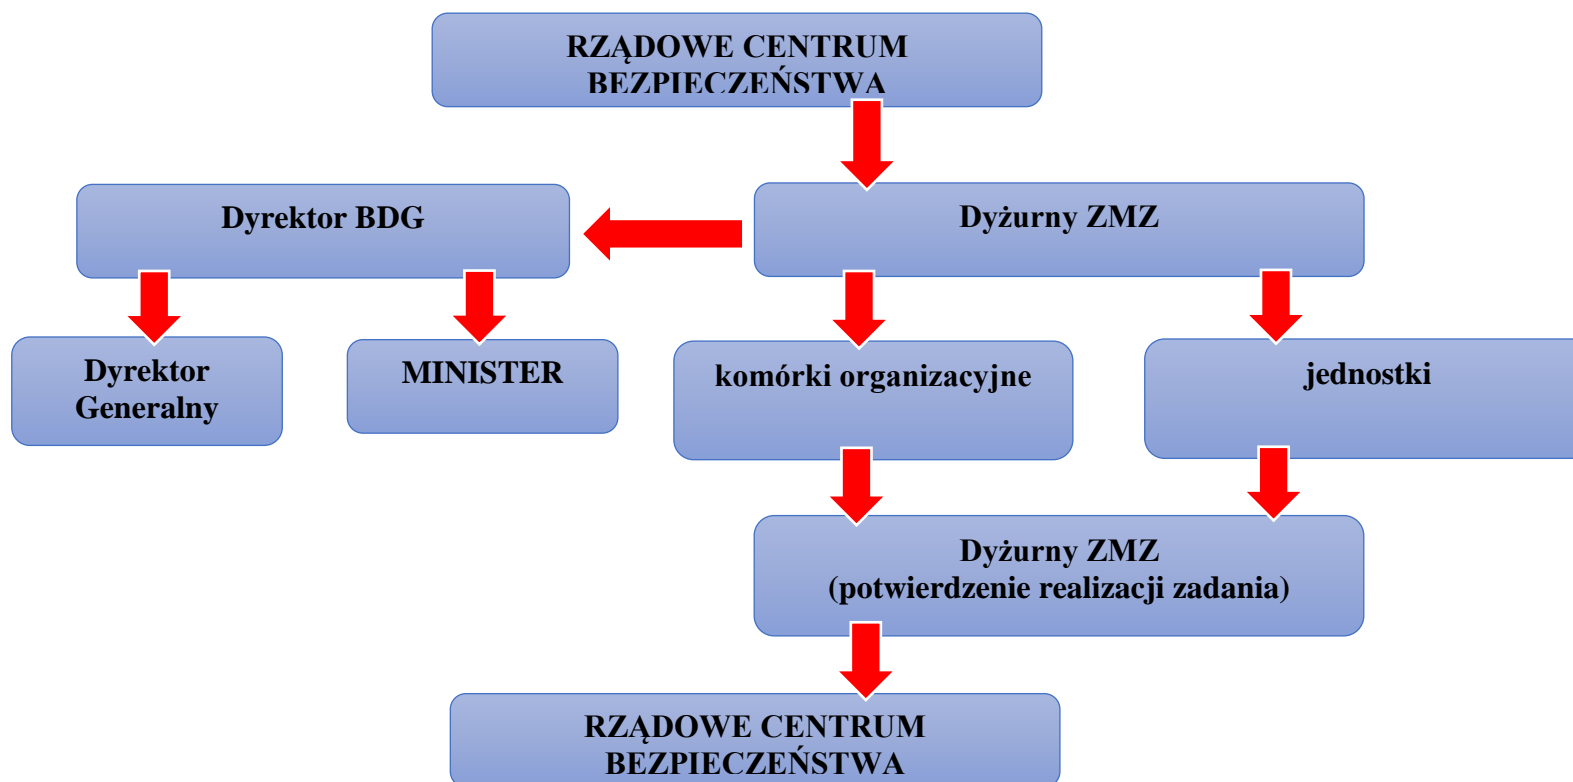 RZĄDOWE CENTRUM
BEZPIECZEŃSTWA
Dyrektor BDG
Dyżurny ZMZ
Dyrektor
Generalny
MINISTER
komórki organizacyjne
jednostki
Dyżurny ZMZ
(potwierdzenie realizacji zadania)
RZĄDOWE CENTRUM
BEZPIECZEŃSTWA